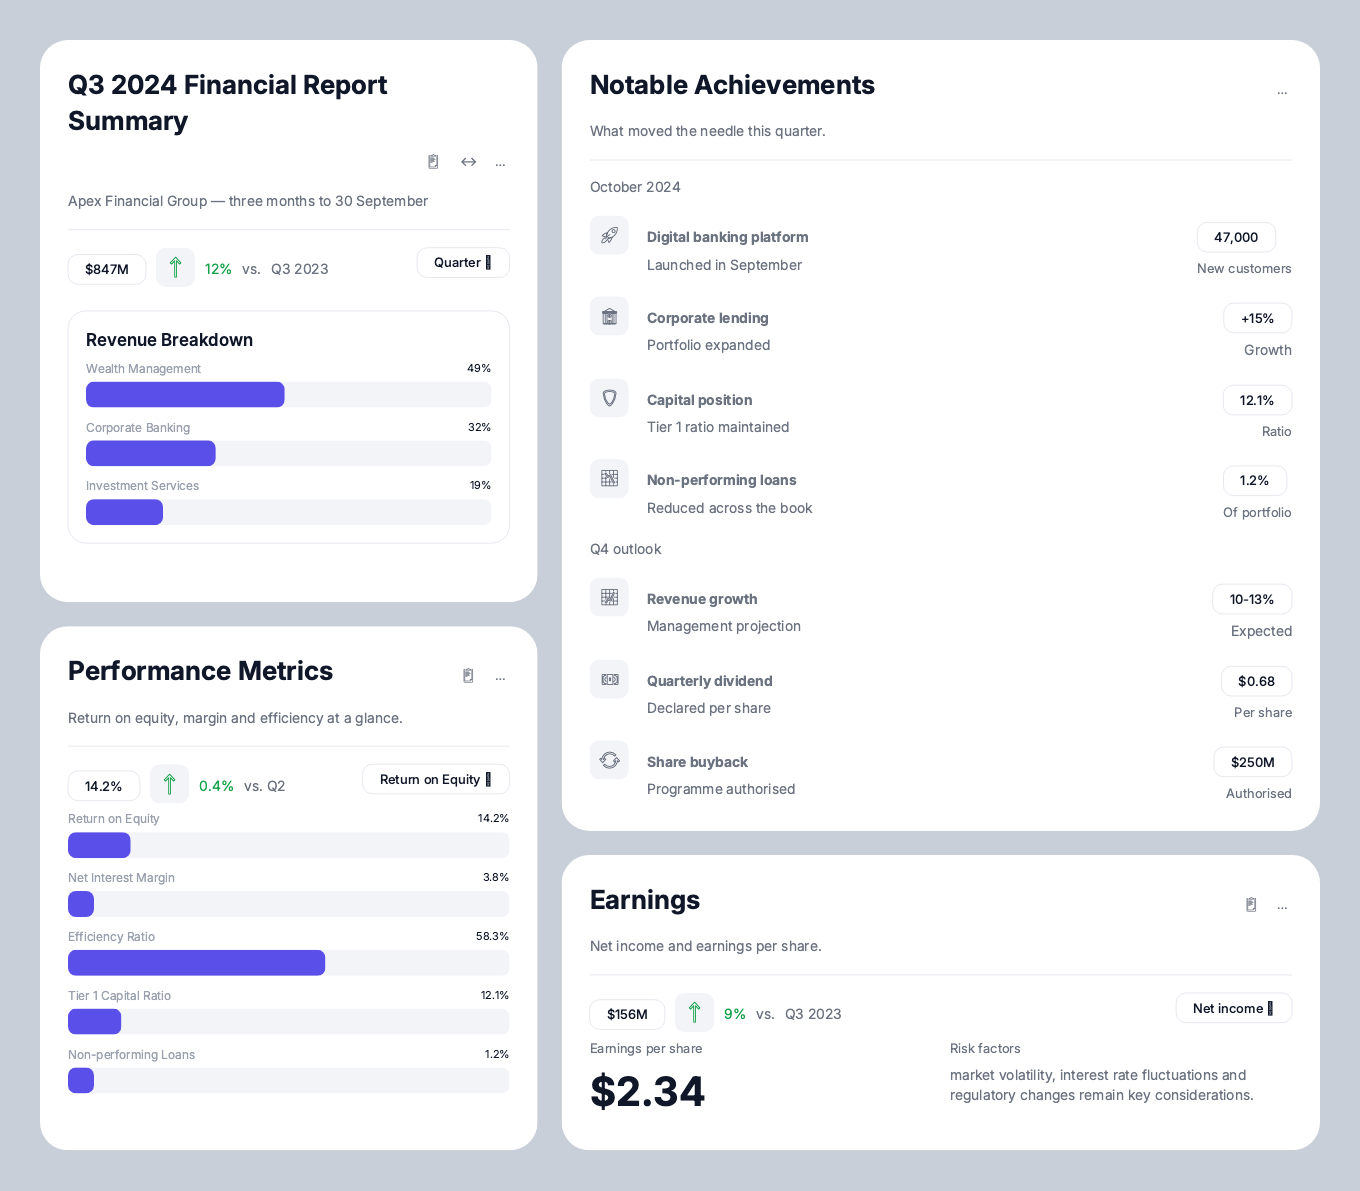 Q3 2024 Financial Report
Summary
...
Apex Financial Group — three months to 30 September
$847M 12% vs. Q3 2023 Quarter
Revenue Breakdown
Wealth Management 49%
Corporate Banking 32%
Investment Services 19%
Performance Metrics ...
Return on equity, margin and efficiency at a glance.
14.2% 0.4% vs. Q2 Return on Equity
Return on Equity 14.2%
Net Interest Margin 3.8%
Efficiency Ratio 58.3%
Tier 1 Capital Ratio 12.1%
Non-performing Loans 1.2%
Notable Achievements ...
What moved the needle this quarter.
October 2024
Digital banking platform 47,000
Launched in September New customers
Corporate lending +15%
Portfolio expanded Growth
Capital position 12.1%
Tier 1 ratio maintained Ratio
Non-performing loans 1.2%
Reduced across the book Of portfolio
Q4 outlook
Revenue growth 10-13%
Management projection Expected
Quarterly dividend $0.68
Declared per share Per share
Share buyback $250M
Programme authorised Authorised
Earnings ...
Net income and earnings per share.
$156M 9% vs. Q3 2023 Net income
Earnings per share
$2.34
Risk factors
market volatility, interest rate fluctuations and
regulatory changes remain key considerations.